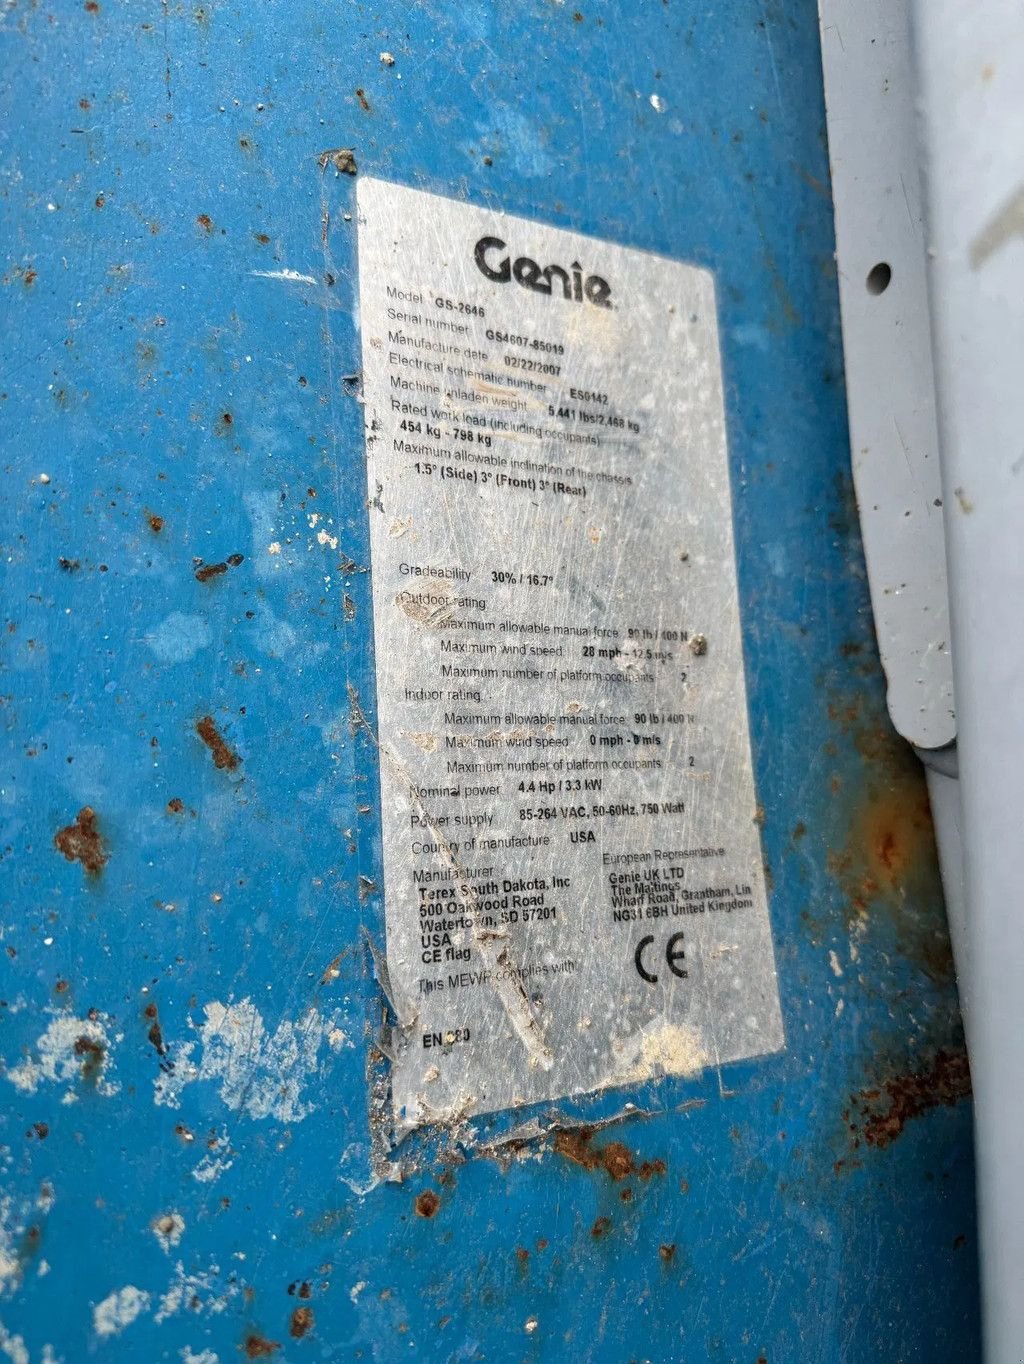 Genie
Model GS-2646
Serial number GS4607-85019
Manufacture date 02/22/2007
Electrical schematic number ES0142
Machine unladen weight 5,441 lbs/2,468 kg
Rated work load (including occupants)
454 kg - 798 kg
Maximum allowable inclination of the chassis
1.5° (Side) 3° (Front) 3° (Rear)
Gradeability 30% / 16.7°
Outdoor rating
Maximum allowable manual force 90 lb / 400 N
Maximum wind speed 28 mph - 12.5 m/s
Maximum number of platform occupants 2
Indoor rating
Maximum allowable manual force 90 lb / 400 N
Maximum wind speed 0 mph - 0 m/s
Maximum number of platform occupants 2
Nominal power 4.4 Hp / 3.3 kW
Power supply 85-264 VAC, 50-60Hz, 750 Watt
Country of manufacture USA
Manufacturer
Terex South Dakota, Inc
500 Oakwood Road
Watertown, SD 57201
USA
CE flag
European Representative
Genie UK LTD
The Maltings
Wharf Road, Grantham, Lin
NG31 6BH United Kingdom
CE
This MEWP complies with:
EN 280